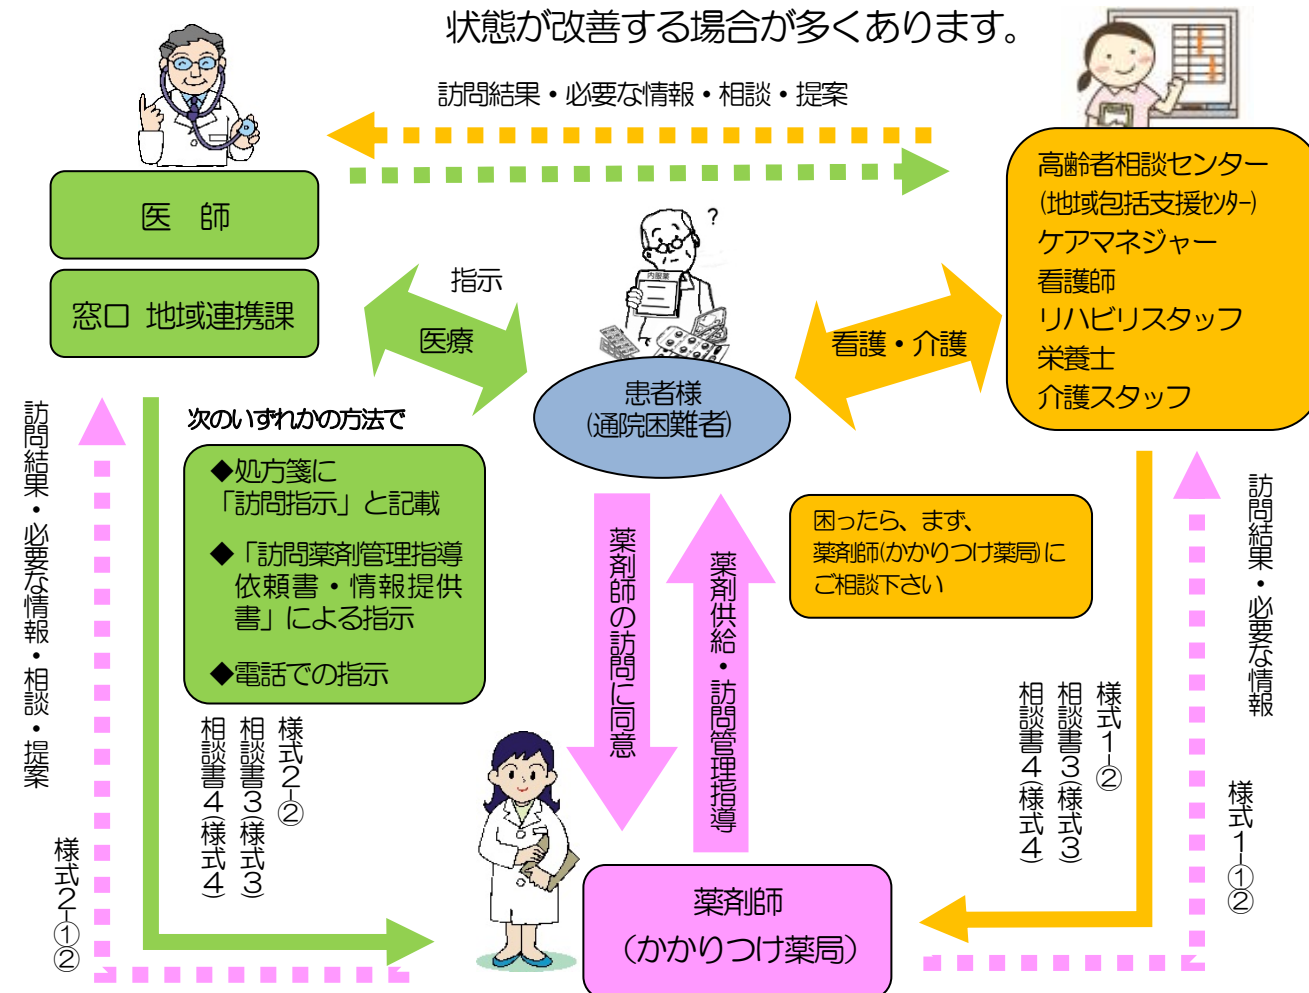 状態が改善する場合が多くあります。
訪問結果・必要な情報・相談・提案
医 師
窓口 地域連携課
指示
医療
?
内服薬
患者様
(通院困難者)
看護・介護
高齢者相談センター
(地域包括支援センター)
ケアマネジャー
看護師
リハビリスタッフ
栄養士
介護スタッフ
次のいずれかの方法で
◆処方箋に
「訪問指示」と記載
◆「訪問薬剤管理指導
依頼書・情報提供
書」による指示
◆電話での指示
困ったら、まず、
薬剤師(かかりつけ薬局)に
ご相談下さい
訪問結果・必要な情報・相談・提案
様式2-①②
様式2-②
相談書3(様式3)
相談書4(様式4)
薬剤師の訪問に同意
薬剤供給・訪問管理指導
様式1-②
相談書3(様式3)
相談書4(様式4)
訪問結果・必要な情報
様式1-①②
薬剤師
(かかりつけ薬局)